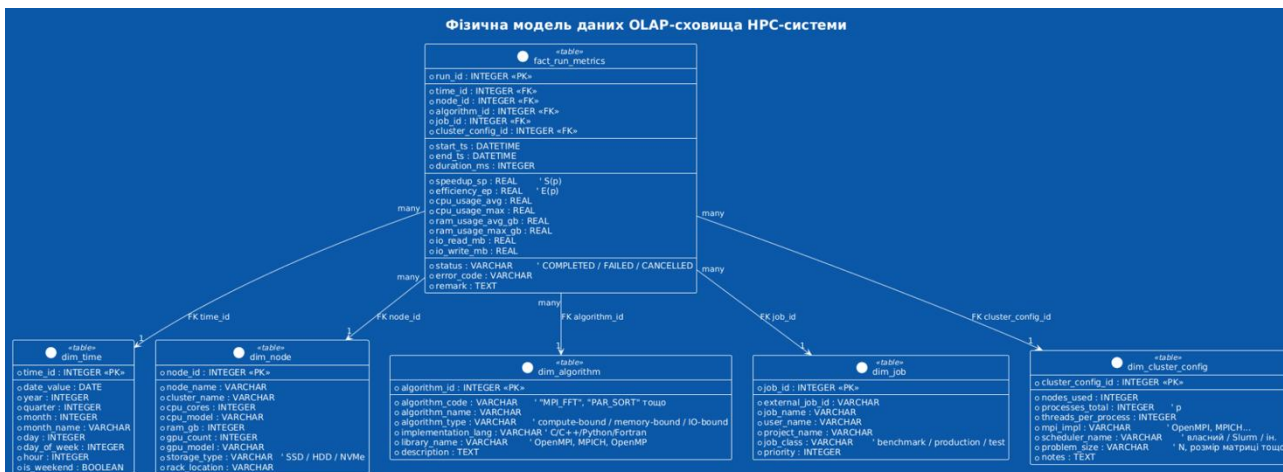 Фізична модель даних OLAP-сховища HPC-системи
«table»
fact_run_metrics
run_id : INTEGER «PK»
time_id : INTEGER «FK»
node_id : INTEGER «FK»
algorithm_id : INTEGER «FK»
job_id : INTEGER «FK»
cluster_config_id : INTEGER «FK»
start_ts : DATETIME
end_ts : DATETIME
duration_ms : INTEGER
speedup_sp : REAL ' S(p)
efficiency_ep : REAL ' E(p)
cpu_usage_avg : REAL
cpu_usage_max : REAL
ram_usage_avg_gb : REAL
ram_usage_max_gb : REAL
io_read_mb : REAL
io_write_mb : REAL
status : VARCHAR ' COMPLETED / FAILED / CANCELLED
error_code : VARCHAR
remark : TEXT
many
many
many
many
many
FK time_id
FK node_id
FK algorithm_id
FK job_id
FK cluster_config_id
1
1
1
1
1
«table»
dim_time
time_id : INTEGER «PK»
date_value : DATE
year : INTEGER
quarter : INTEGER
month : INTEGER
month_name : VARCHAR
day : INTEGER
day_of_week : INTEGER
hour : INTEGER
is_weekend : BOOLEAN
«table»
dim_node
node_id : INTEGER «PK»
node_name : VARCHAR
cluster_name : VARCHAR
cpu_cores : INTEGER
cpu_model : VARCHAR
ram_gb : INTEGER
gpu_count : INTEGER
gpu_model : VARCHAR
storage_type : VARCHAR ' SSD / HDD / NVMe
rack_location : VARCHAR
«table»
dim_algorithm
algorithm_id : INTEGER «PK»
algorithm_code : VARCHAR ' "MPI_FFT", "PAR_SORT" тощо
algorithm_name : VARCHAR
algorithm_type : VARCHAR ' compute-bound / memory-bound / IO-bound
implementation_lang : VARCHAR ' C/C++/Python/Fortran
library_name : VARCHAR ' OpenMPI, MPICH, OpenMP
description : TEXT
«table»
dim_job
job_id : INTEGER «PK»
external_job_id : VARCHAR
job_name : VARCHAR
user_name : VARCHAR
project_name : VARCHAR
job_class : VARCHAR ' benchmark / production / test
priority : INTEGER
«table»
dim_cluster_config
cluster_config_id : INTEGER «PK»
nodes_used : INTEGER
processes_total : INTEGER ' p
threads_per_process : INTEGER
mpi_impl : VARCHAR ' OpenMPI, MPICH...
scheduler_name : VARCHAR ' власний / Slurm / ін.
problem_size : VARCHAR ' N, розмір матриці тощо
notes : TEXT